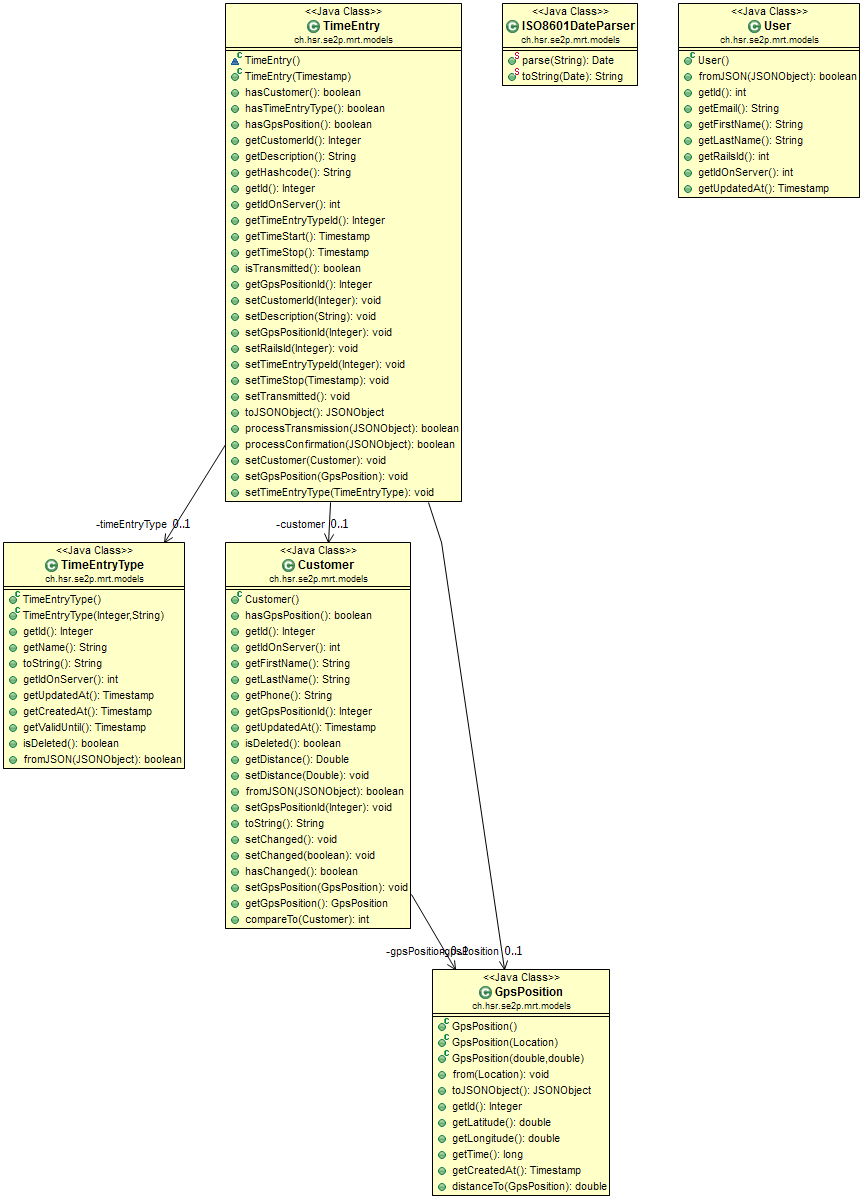 <<Java Class>>
TimeEntry
ch.hsr.se2p.mrt.models
TimeEntry()
TimeEntry(Timestamp)
hasCustomer(): boolean
hasTimeEntryType(): boolean
hasGpsPosition(): boolean
getCustomerId(): Integer
getDescription(): String
getHashcode(): String
getId(): Integer
getIdOnServer(): int
getTimeEntryTypeId(): Integer
getTimeStart(): Timestamp
getTimeStop(): Timestamp
isTransmitted(): boolean
getGpsPositionId(): Integer
setCustomerId(Integer): void
setDescription(String): void
setGpsPositionId(Integer): void
setRailsId(Integer): void
setTimeEntryTypeId(Integer): void
setTimeStop(Timestamp): void
setTransmitted(): void
toJSONObject(): JSONObject
processTransmission(JSONObject): boolean
processConfirmation(JSONObject): boolean
setCustomer(Customer): void
setGpsPosition(GpsPosition): void
setTimeEntryType(TimeEntryType): void
<<Java Class>>
ISO8601DateParser
ch.hsr.se2p.mrt.models
parse(String): Date
toString(Date): String
<<Java Class>>
User
ch.hsr.se2p.mrt.models
User()
fromJSON(JSONObject): boolean
getId(): int
getEmail(): String
getFirstName(): String
getLastName(): String
getRailsId(): int
getIdOnServer(): int
getUpdatedAt(): Timestamp
-timeEntryType 0..1
-customer 0..1
<<Java Class>>
TimeEntryType
ch.hsr.se2p.mrt.models
TimeEntryType()
TimeEntryType(Integer,String)
getId(): Integer
getName(): String
toString(): String
getIdOnServer(): int
getUpdatedAt(): Timestamp
getCreatedAt(): Timestamp
getValidUntil(): Timestamp
isDeleted(): boolean
fromJSON(JSONObject): boolean
<<Java Class>>
Customer
ch.hsr.se2p.mrt.models
Customer()
hasGpsPosition(): boolean
getId(): Integer
getIdOnServer(): int
getFirstName(): String
getLastName(): String
getPhone(): String
getGpsPositionId(): Integer
getUpdatedAt(): Timestamp
isDeleted(): boolean
getDistance(): Double
setDistance(Double): void
fromJSON(JSONObject): boolean
setGpsPositionId(Integer): void
toString(): String
setChanged(): void
setChanged(boolean): void
hasChanged(): boolean
setGpsPosition(GpsPosition): void
getGpsPosition(): GpsPosition
compareTo(Customer): int
-gpsPosition 0..1
-gpsPosition 0..1
<<Java Class>>
GpsPosition
ch.hsr.se2p.mrt.models
GpsPosition()
GpsPosition(Location)
GpsPosition(double,double)
from(Location): void
toJSONObject(): JSONObject
getId(): Integer
getLatitude(): double
getLongitude(): double
getTime(): long
getCreatedAt(): Timestamp
distanceTo(GpsPosition): double